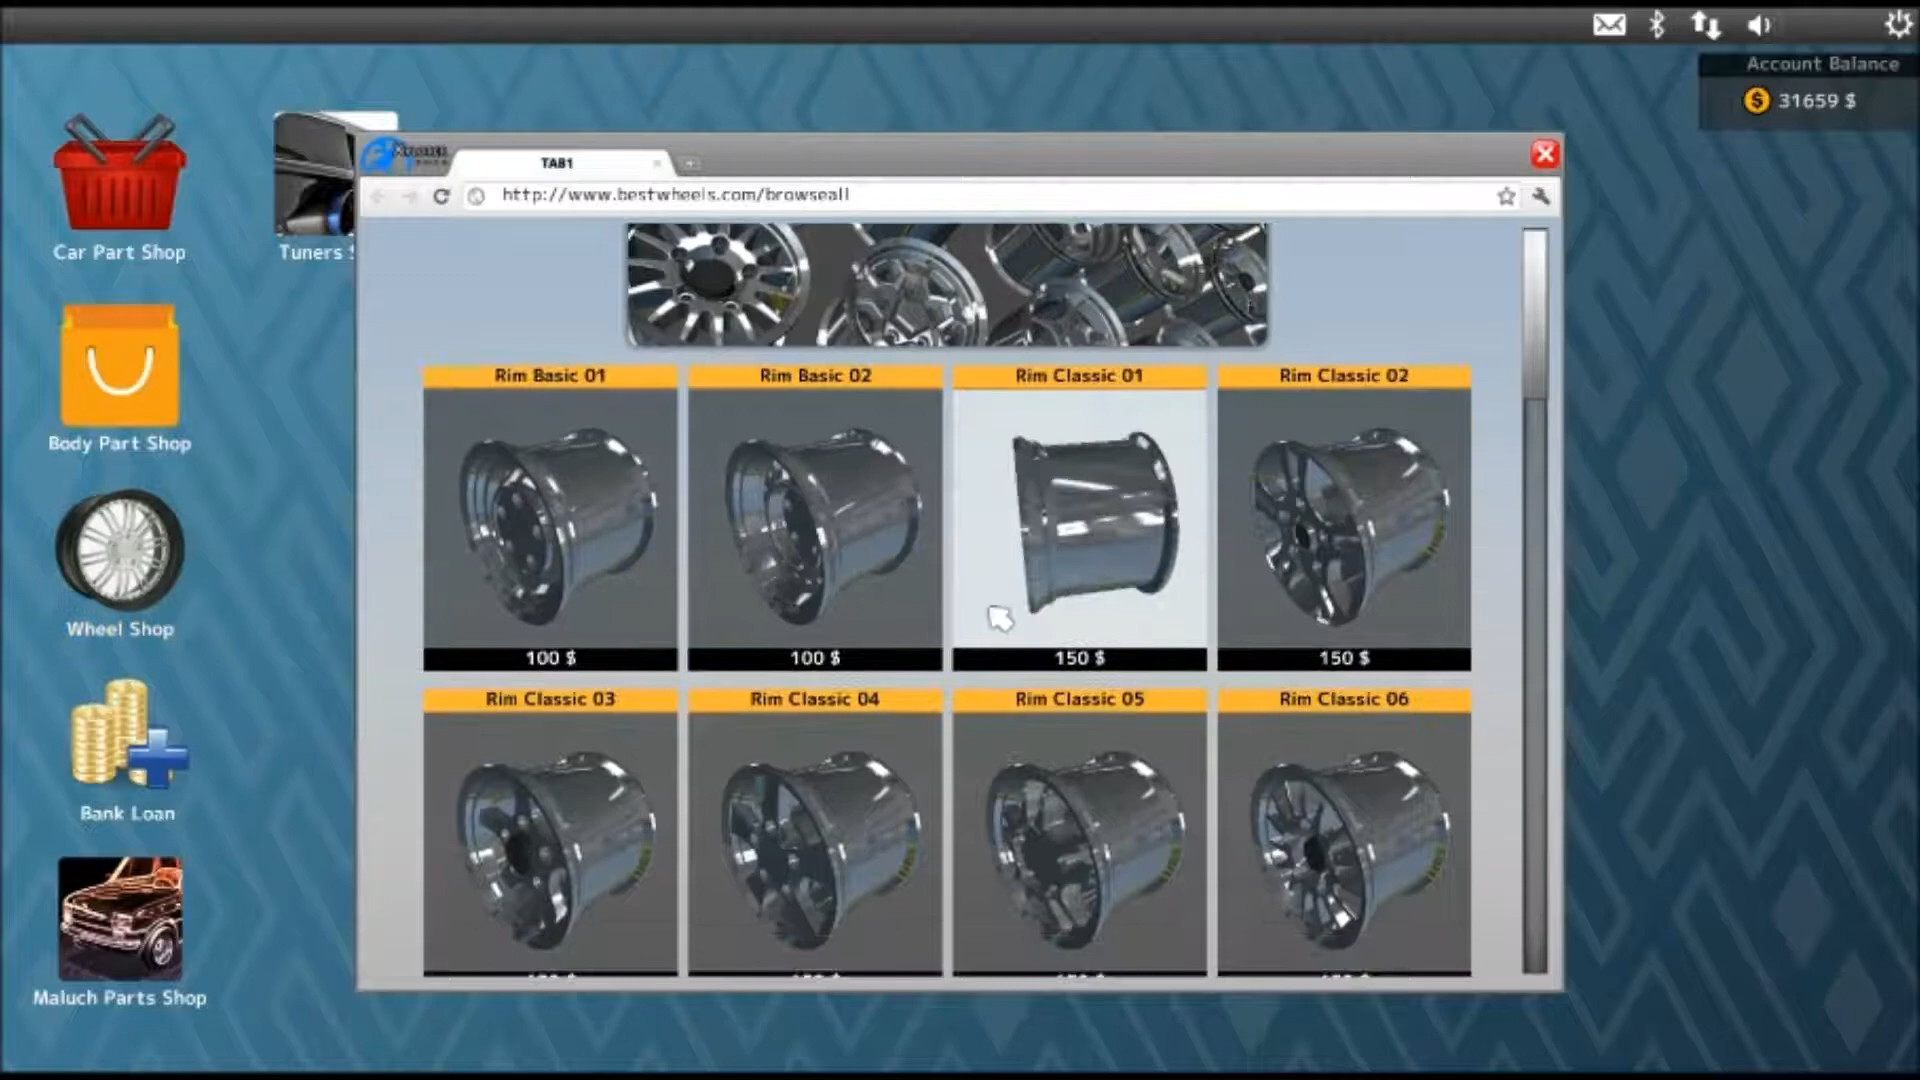 Account Balance
31659 $
TAB1
http://www.bestwheels.com/browseall
Car Part Shop
Tuners
Body Part Shop
Wheel Shop
Bank Loan
Maluch Parts Shop
Rim Basic 01
Rim Basic 02
Rim Classic 01
Rim Classic 02
100 $
100 $
150 $
150 $
Rim Classic 03
Rim Classic 04
Rim Classic 05
Rim Classic 06